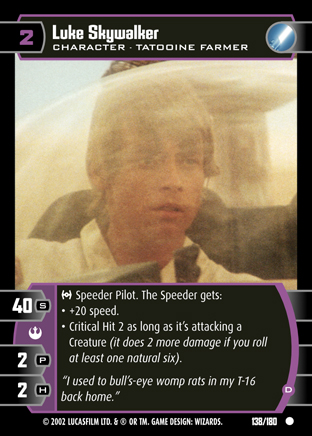 2 Luke Skywalker
CHARACTER · TATOOINE FARMER
40 S
Speeder Pilot. The Speeder gets:
• +20 speed.
• Critical Hit 2 as long as it's attacking a
Creature (it does 2 more damage if you roll
at least one natural six).
2 P
2 H
"I used to bull's-eye womp rats in my T-16
back home."
D
© 2002 LUCASFILM LTD. & ® OR TM. GAME DESIGN: WIZARDS. 138/180